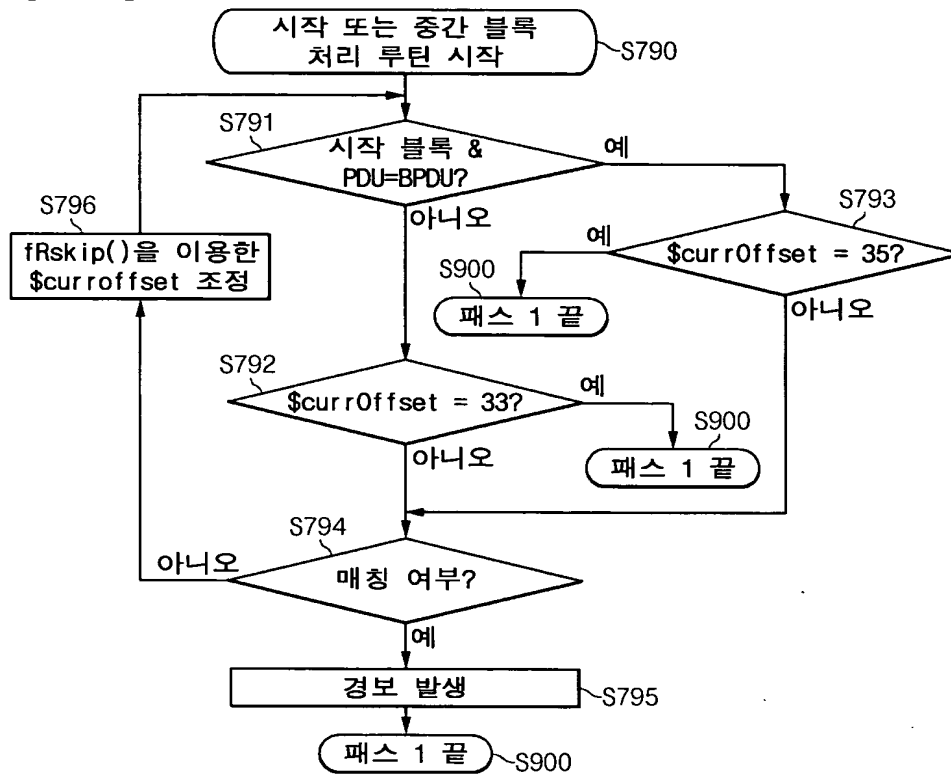 시작 또는 중간 블록
처리 루틴 시작
S790
S791
시작 블록 &
PDU=BPDU?
예
아니오
S796
fRskip()을 이용한
$curroffset 조정
S793
$currOffset = 35?
예
아니오
S900
패스 1 끝
S792
$currOffset = 33?
예
아니오
S900
패스 1 끝
S794
매칭 여부?
아니오
예
경보 발생
S795
패스 1 끝
S900